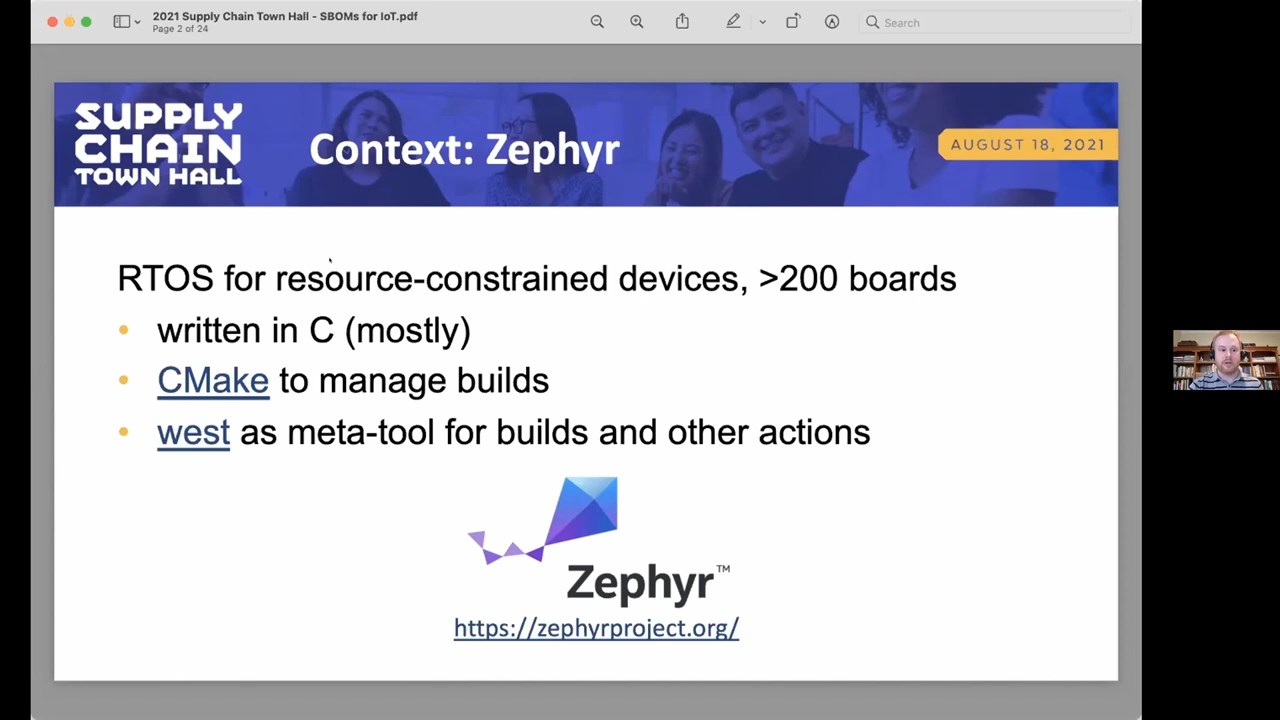 2021 Supply Chain Town Hall - SBOMs for IoT.pdf
Page 2 of 24
Search
SUPPLY
CHAIN
TOWN HALL
Context: Zephyr
AUGUST 18, 2021
RTOS for resource-constrained devices, >200 boards
• written in C (mostly)
• CMake to manage builds
• west as meta-tool for builds and other actions
Zephyr™
https://zephyrproject.org/